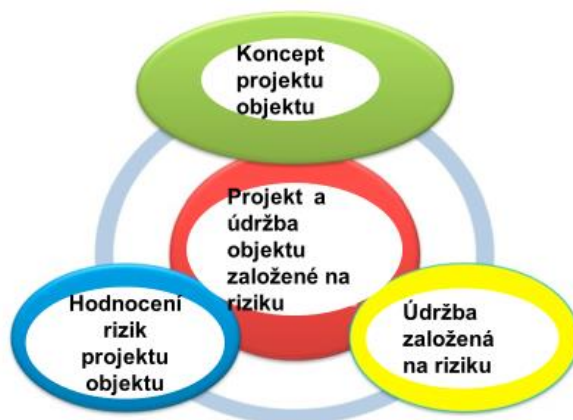 Koncept
projektu
objektu
Projekt a
údržba
objektu
založené na
riziku
Hodnocení
rizik
projektu
objektu
Údržba
založená
na riziku